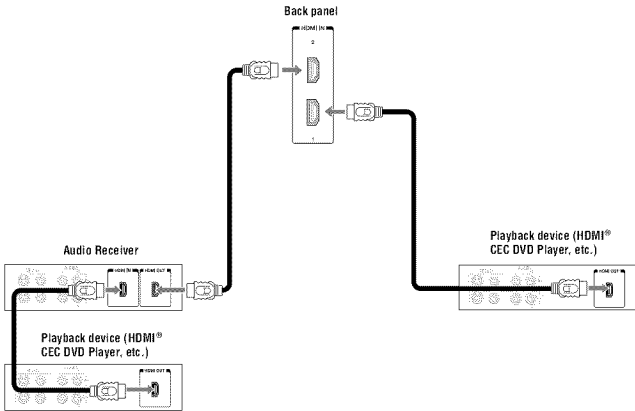 Back panel
HDMI IN
2
1
Playback device (HDMI®
CEC DVD Player, etc.)
HDMI OUT
Audio Receiver
HDMI IN
HDMI OUT
Playback device (HDMI®
CEC DVD Player, etc.)
HDMI OUT